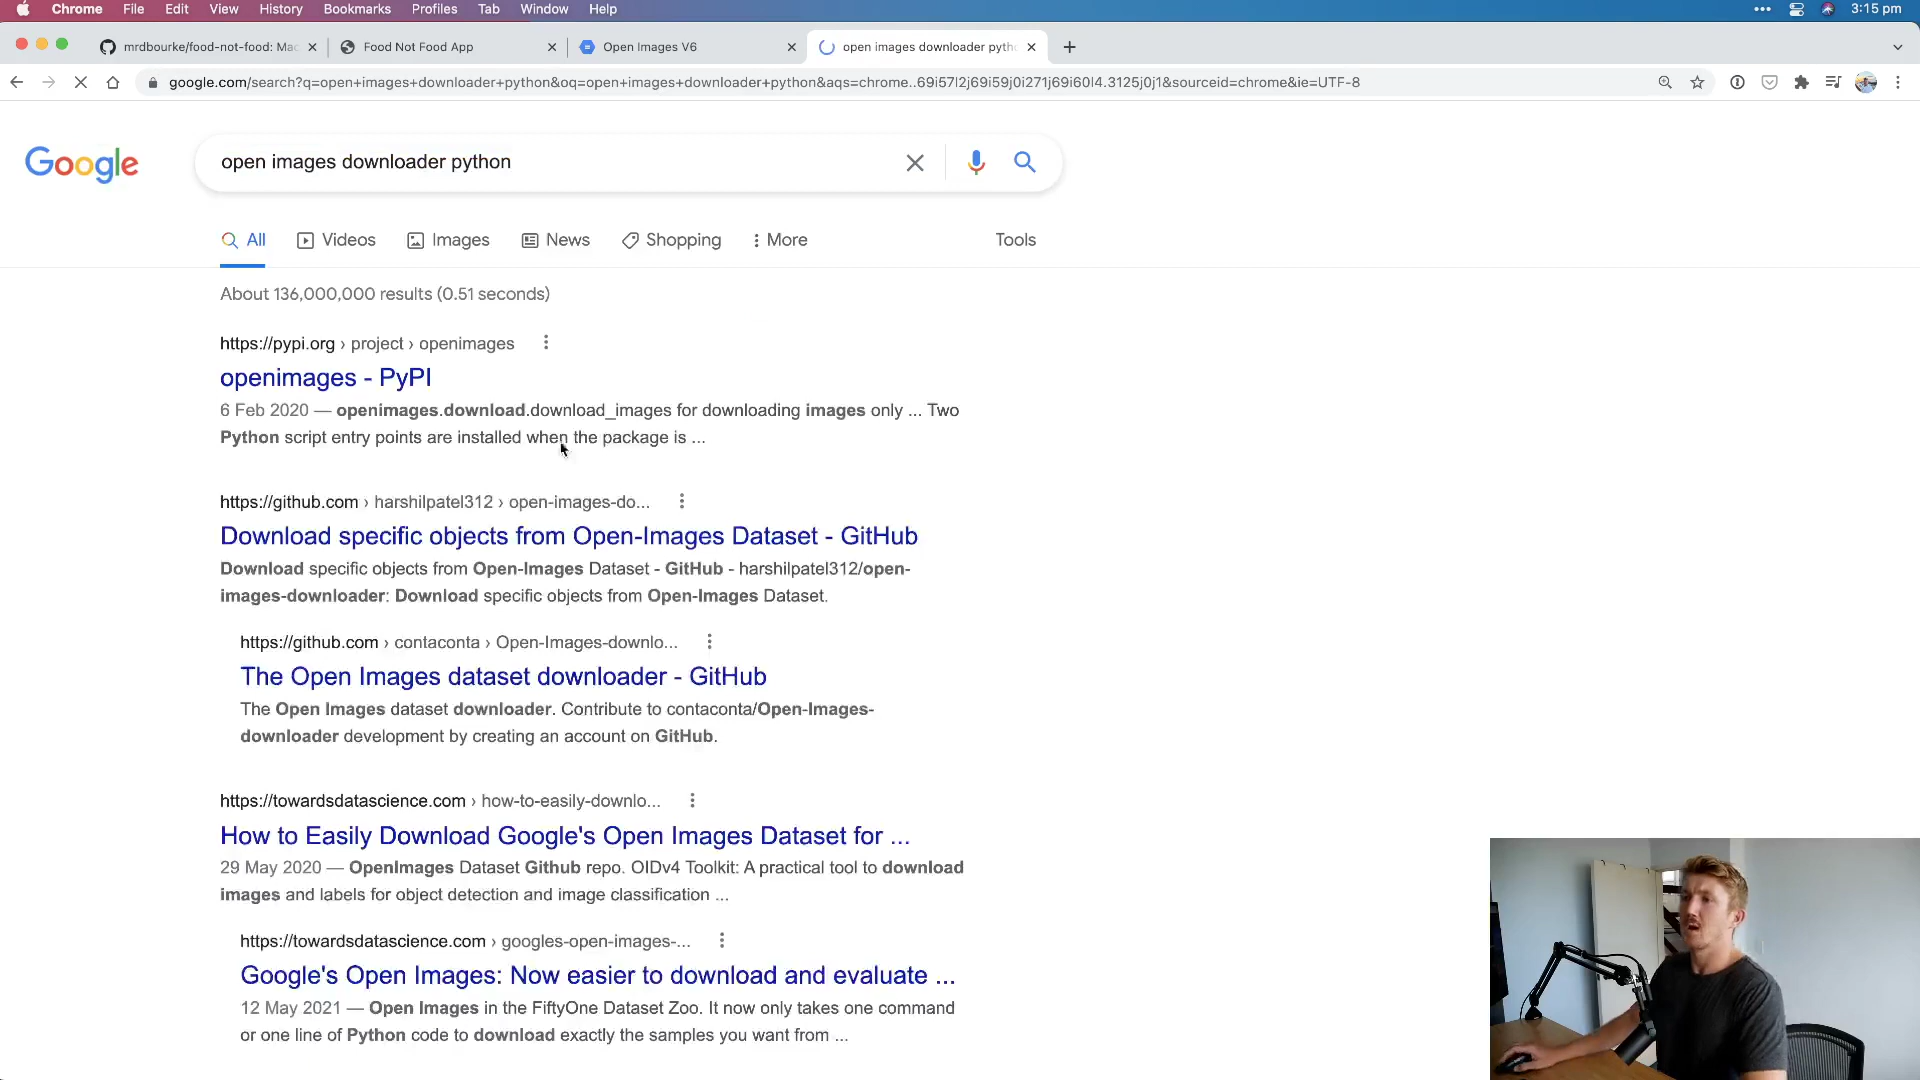 Chrome File Edit View History Bookmarks Profiles Tab Window Help 3:15 pm
mrdbourke/food-not-food: Mac Food Not Food App Open Images V6 open images downloader pytho
google.com/search?q=open+images+downloader+python&oq=open+images+downloader+python&aqs=chrome..69i57l2j69i59j0i271j69i60l4.3125j0j1&sourceid=chrome&ie=UTF-8
Google open images downloader python
All Videos Images News Shopping More Tools
About 136,000,000 results (0.51 seconds)
https://pypi.org › project › openimages
openimages - PyPI
6 Feb 2020 — openimages.download.download_images for downloading images only ... Two
Python script entry points are installed when the package is ...
https://github.com › harshilpatel312 › open-images-do...
Download specific objects from Open-Images Dataset - GitHub
Download specific objects from Open-Images Dataset - GitHub - harshilpatel312/open-
images-downloader: Download specific objects from Open-Images Dataset.
https://github.com › contaconta › Open-Images-downlo...
The Open Images dataset downloader - GitHub
The Open Images dataset downloader. Contribute to contaconta/Open-Images-
downloader development by creating an account on GitHub.
https://towardsdatascience.com › how-to-easily-downlo...
How to Easily Download Google's Open Images Dataset for ...
29 May 2020 — OpenImages Dataset Github repo. OIDv4 Toolkit: A practical tool to download
images and labels for object detection and image classification ...
https://towardsdatascience.com › googles-open-images-...
Google's Open Images: Now easier to download and evaluate ...
12 May 2021 — Open Images in the FiftyOne Dataset Zoo. It now only takes one command
or one line of Python code to download exactly the samples you want from ...